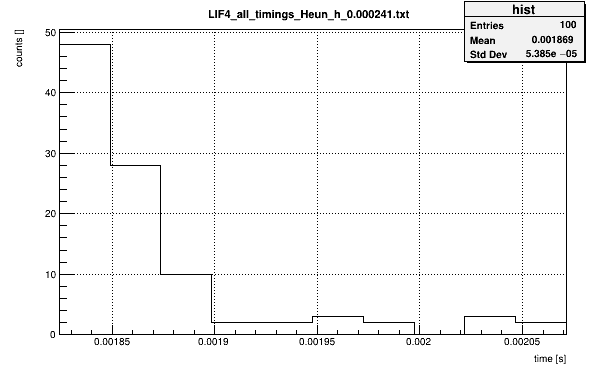 LIF4_all_timings_Heun_h_0.000241.txt
hist
Entries 100
Mean 0.001869
Std Dev 5.385e −05
counts []
50
40
30
20
10
0
0.00185 0.0019 0.00195 0.002 0.00205
time [s]